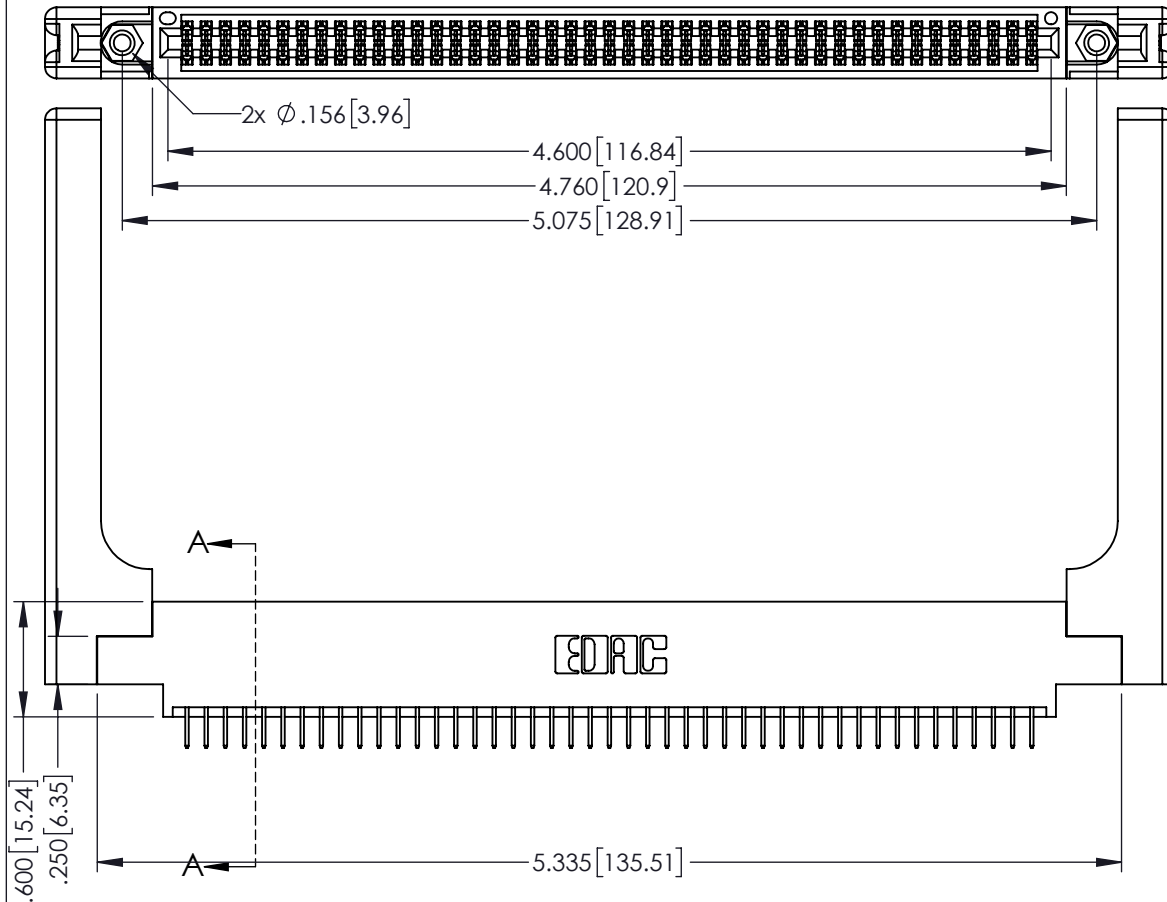 2x Ø .156[3.96]
4.600[116.84]
4.760[120.9]
5.075[128.91]
A
EDAC
.600[15.24]
.250[6.35]
A
5.335[135.51]